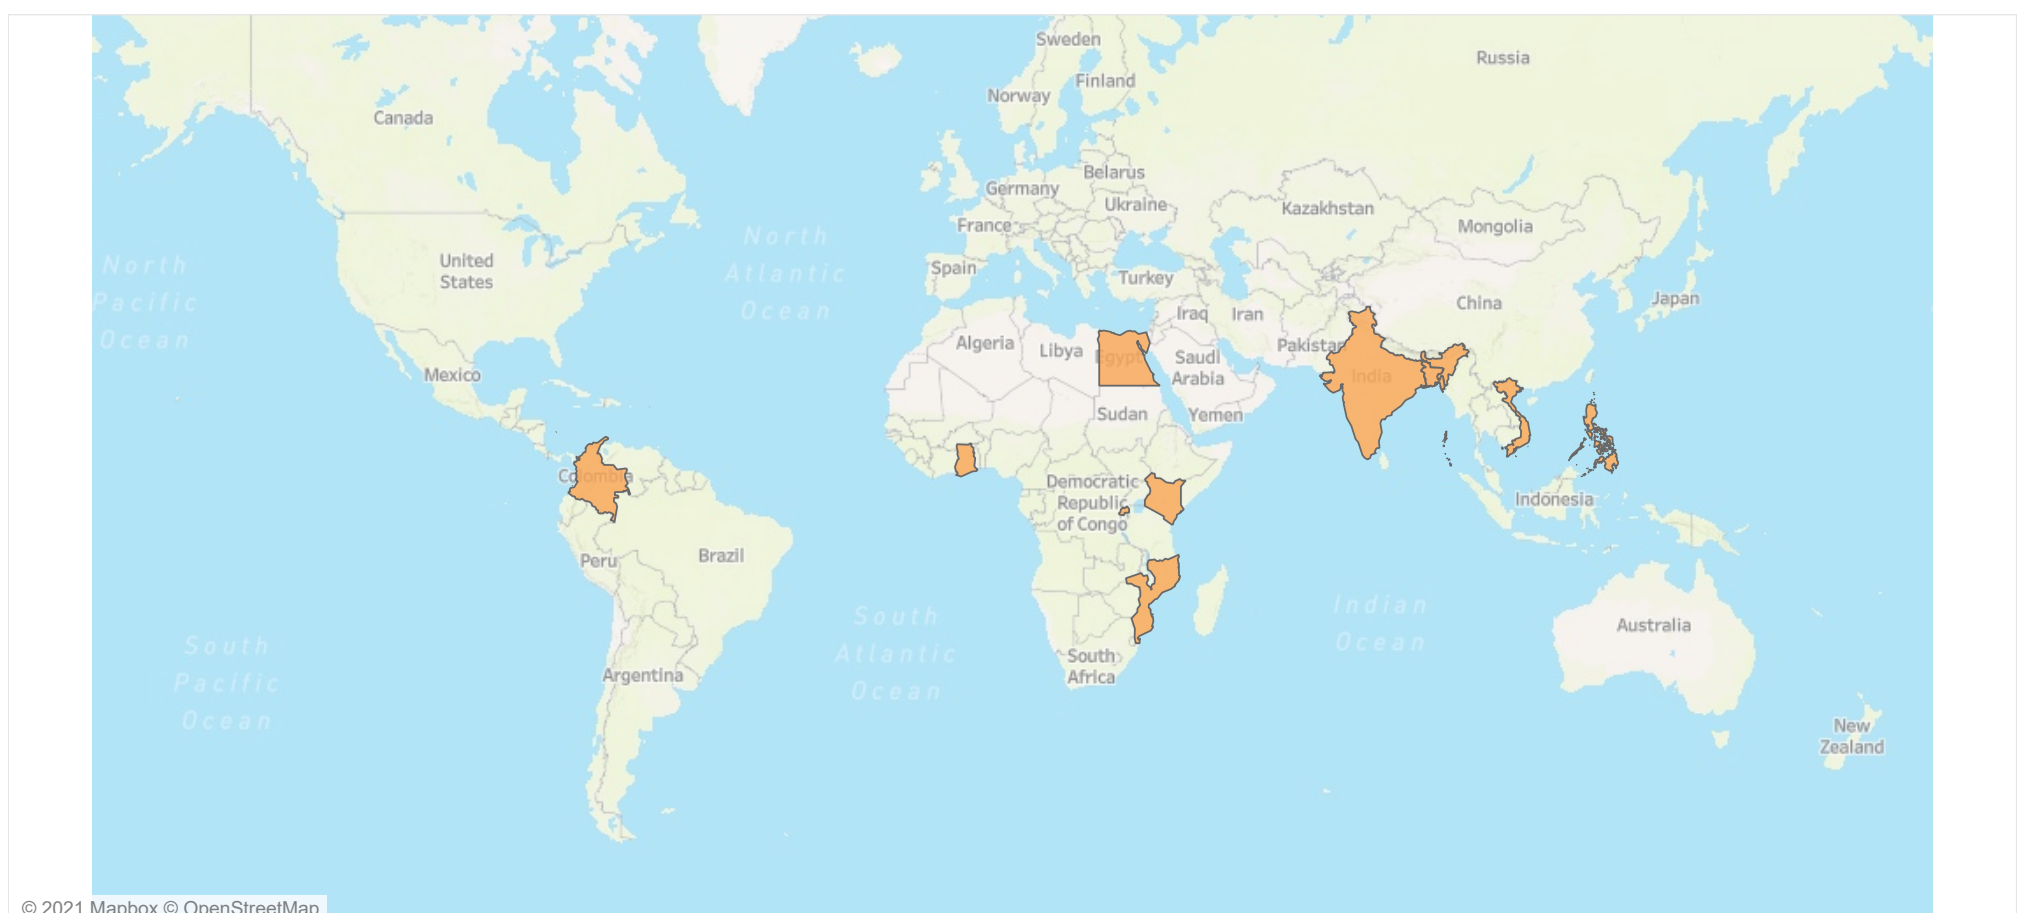 Sweden
Russia
Finland
Norway
Canada
Belarus
Germany
Ukraine
Kazakhstan
France
Mongolia
North
Atlantic
Ocean
North
Pacific
Ocean
United
States
Spain
Turkey
China
Japan
Iraq
Iran
Algeria
Libya
Egypt
Pakistan
Saudi
Arabia
India
Mexico
Sudan
Yemen
Colombia
Democratic
Republic
of Congo
Indonesia
Peru
Brazil
South
Atlantic
Ocean
Indian
Ocean
Australia
South
Pacific
Ocean
South
Africa
Argentina
New
Zealand
© 2021 Mapbox © OpenStreetMap